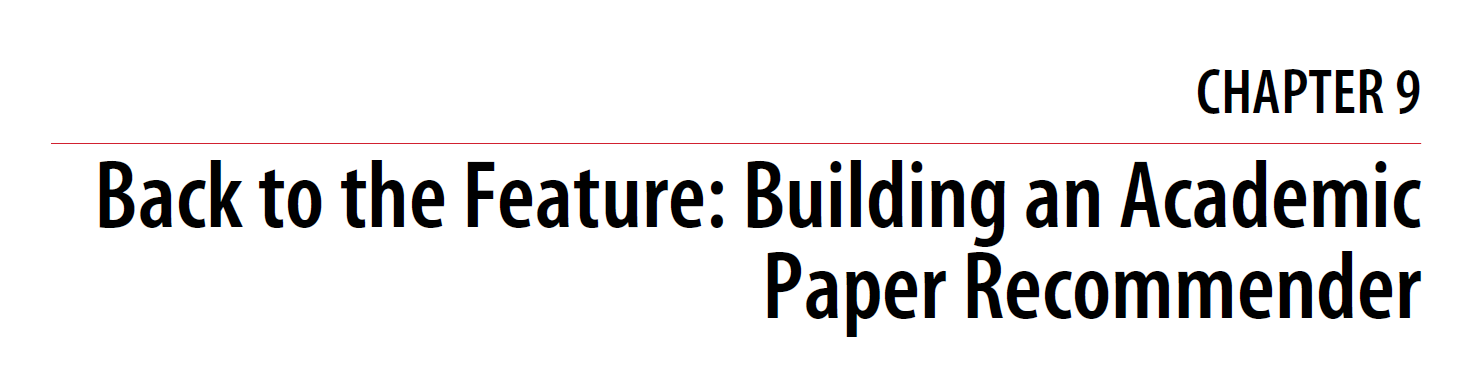 CHAPTER 9
Back to the Feature: Building an Academic
Paper Recommender